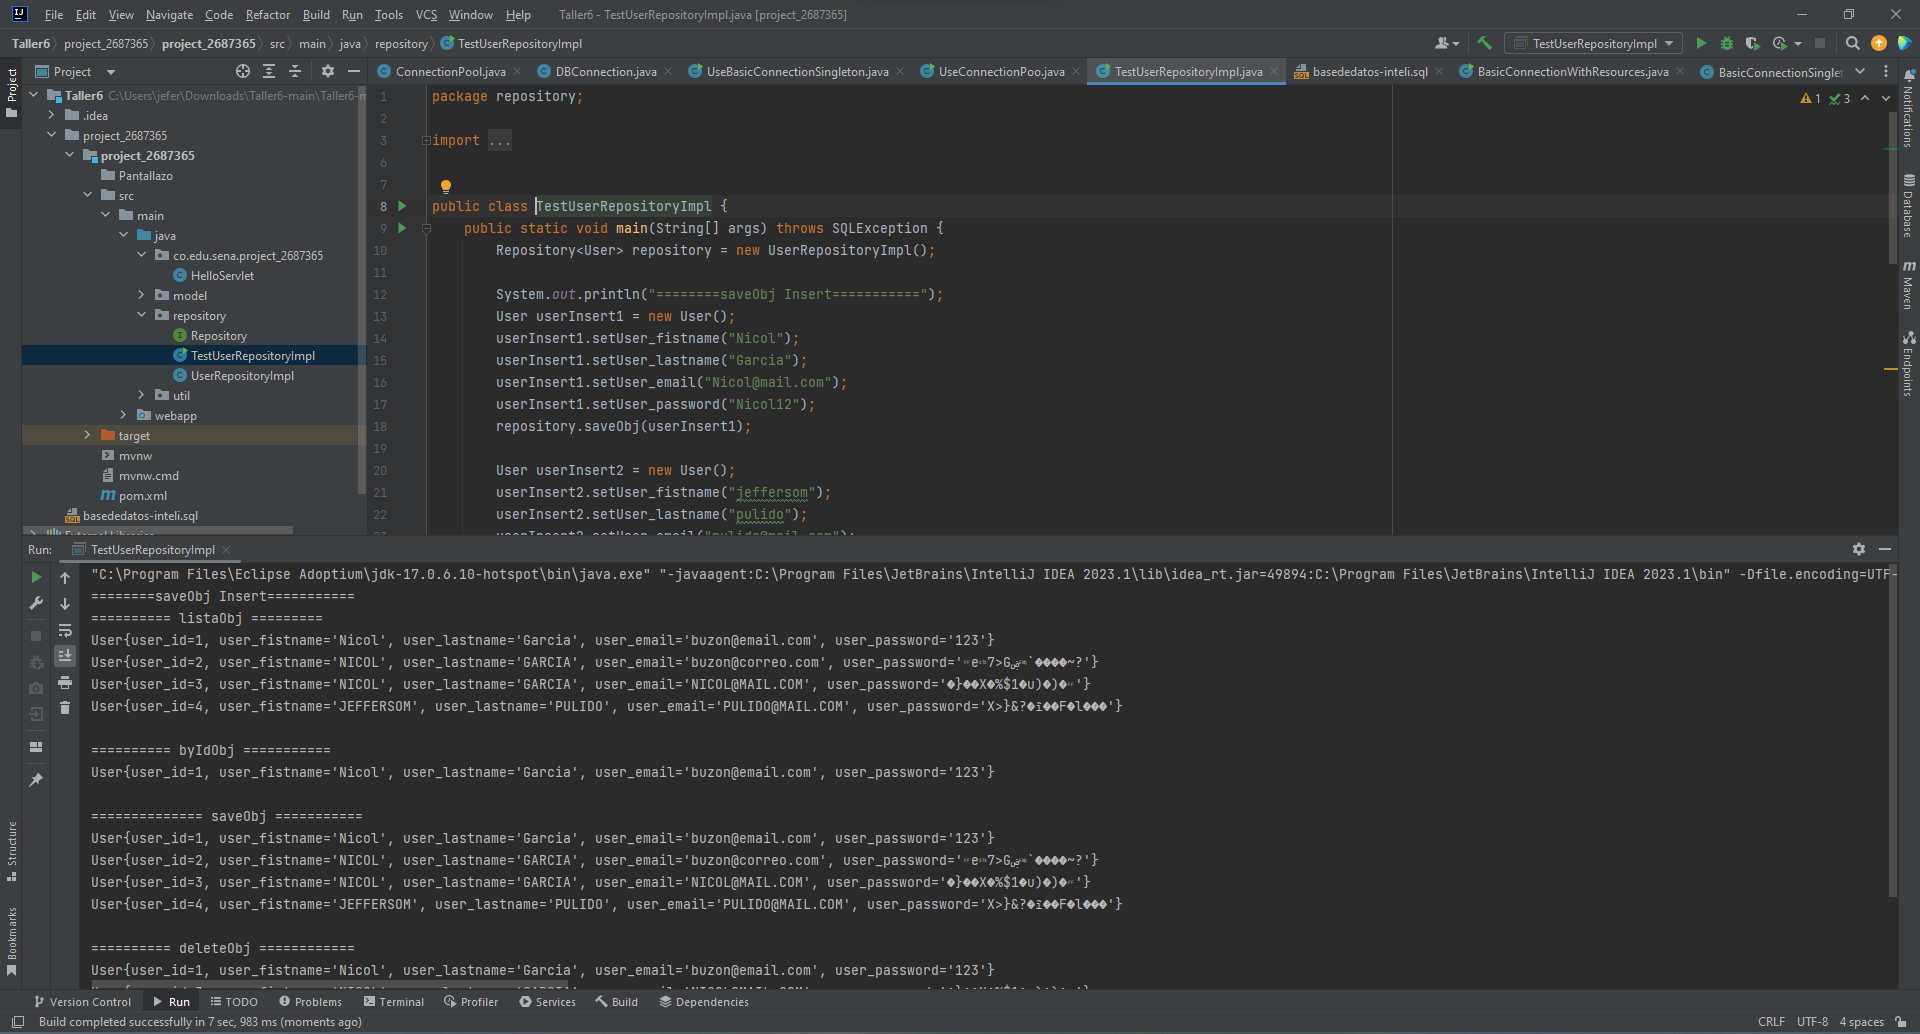 File Edit View Navigate Code Refactor Build Run Tools VCS Window Help Taller6 - TestUserRepositoryImpl.java [project_2687365]
Taller6 project_2687365 project_2687365 src main java repository TestUserRepositoryImpl
TestUserRepositoryImpl
Project
ConnectionPool.java DBConnection.java UseBasicConnectionSingleton.java UseConnectionPoo.java TestUserRepositoryImpl.java basededatos-inteli.sql BasicConnectionWithResources.java BasicConnectionSinglet
Project
Taller6 C:\Users\jefer\Downloads\Taller6-main\Taller6-m
.idea
project_2687365
project_2687365
Pantallazo
src
main
java
co.edu.sena.project_2687365
HelloServlet
model
repository
Repository
TestUserRepositoryImpl
UserRepositoryImpl
util
webapp
target
mvnw
mvnw.cmd
pom.xml
basededatos-inteli.sql
External Libraries
1 3
1 package repository;
2
3 import ...
6
7
8 public class TestUserRepositoryImpl {
9 public static void main(String[] args) throws SQLException {
10 Repository<User> repository = new UserRepositoryImpl();
11
12 System.out.println("========saveObj Insert===========");
13 User userInsert1 = new User();
14 userInsert1.setUser_fistname("Nicol");
15 userInsert1.setUser_lastname("Garcia");
16 userInsert1.setUser_email("Nicol@mail.com");
17 userInsert1.setUser_password("Nicol12");
18 repository.saveObj(userInsert1);
19
20 User userInsert2 = new User();
21 userInsert2.setUser_fistname("jeffersom");
22 userInsert2.setUser_lastname("pulido");
23 userInsert2.setUser_email("pulido@mail.com");
Notifications
Database
Maven
Endpoints
Run: TestUserRepositoryImpl
"C:\Program Files\Eclipse Adoptium\jdk-17.0.6.10-hotspot\bin\java.exe" "-javaagent:C:\Program Files\JetBrains\IntelliJ IDEA 2023.1\lib\idea_rt.jar=49894:C:\Program Files\JetBrains\IntelliJ IDEA 2023.1\bin" -Dfile.encoding=UTF-
========saveObj Insert===========
========== listaObj =========
User{user_id=1, user_fistname='Nicol', user_lastname='Garcia', user_email='buzon@email.com', user_password='123'}
User{user_id=2, user_fistname='NICOL', user_lastname='GARCIA', user_email='buzon@correo.com', user_password='
User{user_id=3, user_fistname='NICOL', user_lastname='GARCIA', user_email='NICOL@MAIL.COM', user_password='
User{user_id=4, user_fistname='JEFFERSOM', user_lastname='PULIDO', user_email='PULIDO@MAIL.COM', user_password='X>}&?�ї��F�l���'}
========== byIdObj ===========
User{user_id=1, user_fistname='Nicol', user_lastname='Garcia', user_email='buzon@email.com', user_password='123'}
============== saveObj ===========
User{user_id=1, user_fistname='Nicol', user_lastname='Garcia', user_email='buzon@email.com', user_password='123'}
User{user_id=2, user_fistname='NICOL', user_lastname='GARCIA', user_email='buzon@correo.com', user_password='
User{user_id=3, user_fistname='NICOL', user_lastname='GARCIA', user_email='NICOL@MAIL.COM', user_password='
User{user_id=4, user_fistname='JEFFERSOM', user_lastname='PULIDO', user_email='PULIDO@MAIL.COM', user_password='X>}&?�ї��F�l���'}
========== deleteObj ============
User{user_id=1, user_fistname='Nicol', user_lastname='Garcia', user_email='buzon@email.com', user_password='123'}
Structure
Bookmarks
Version Control Run TODO Problems Terminal Profiler Services Build Dependencies
Build completed successfully in 7 sec, 983 ms (moments ago) CRLF UTF-8 4 spaces